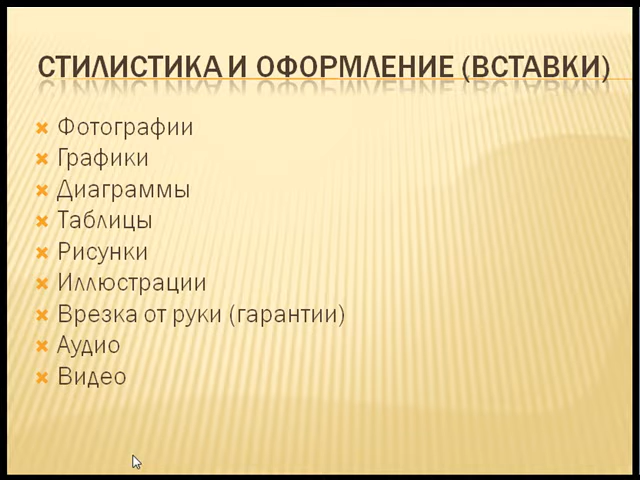 СТИЛИСТИКА И ОФОРМЛЕНИЕ (ВСТАВКИ)
Фотографии
Графики
Диаграммы
Таблицы
Рисунки
Иллюстрации
Врезка от руки (гарантии)
Аудио
Видео